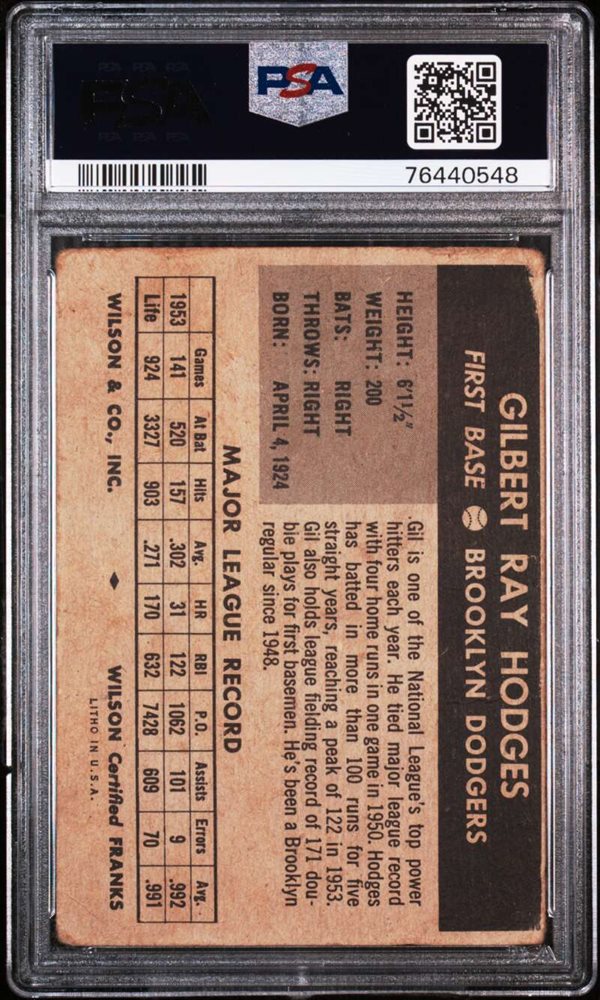 PSA
76440548
GILBERT RAY HODGES
FIRST BASE BROOKLYN DODGERS
HEIGHT: 6'1½"
WEIGHT: 200
BATS: RIGHT
THROWS: RIGHT
BORN: APRIL 4, 1924
Gil is one of the National League's top power
hitters each year. He tied major league record
with four home runs in one game in 1950. Hodges
has batted in more than 100 runs for five
straight years, reaching a peak of 122 in 1953.
Gil also holds league fielding record of 171 dou-
ble plays for first basemen. He's been a Brooklyn
regular since 1948.
MAJOR LEAGUE RECORD
Games At Bat Hits Avg. HR RBI P.O. Assists Errors Avg.
1953 141 520 157 .302 31 122 1062 101 9 .992
Life 924 3327 903 .271 170 632 7428 609 70 .991
WILSON & CO., INC. ♦ WILSON Certified FRANKS
LITHO IN U.S.A.